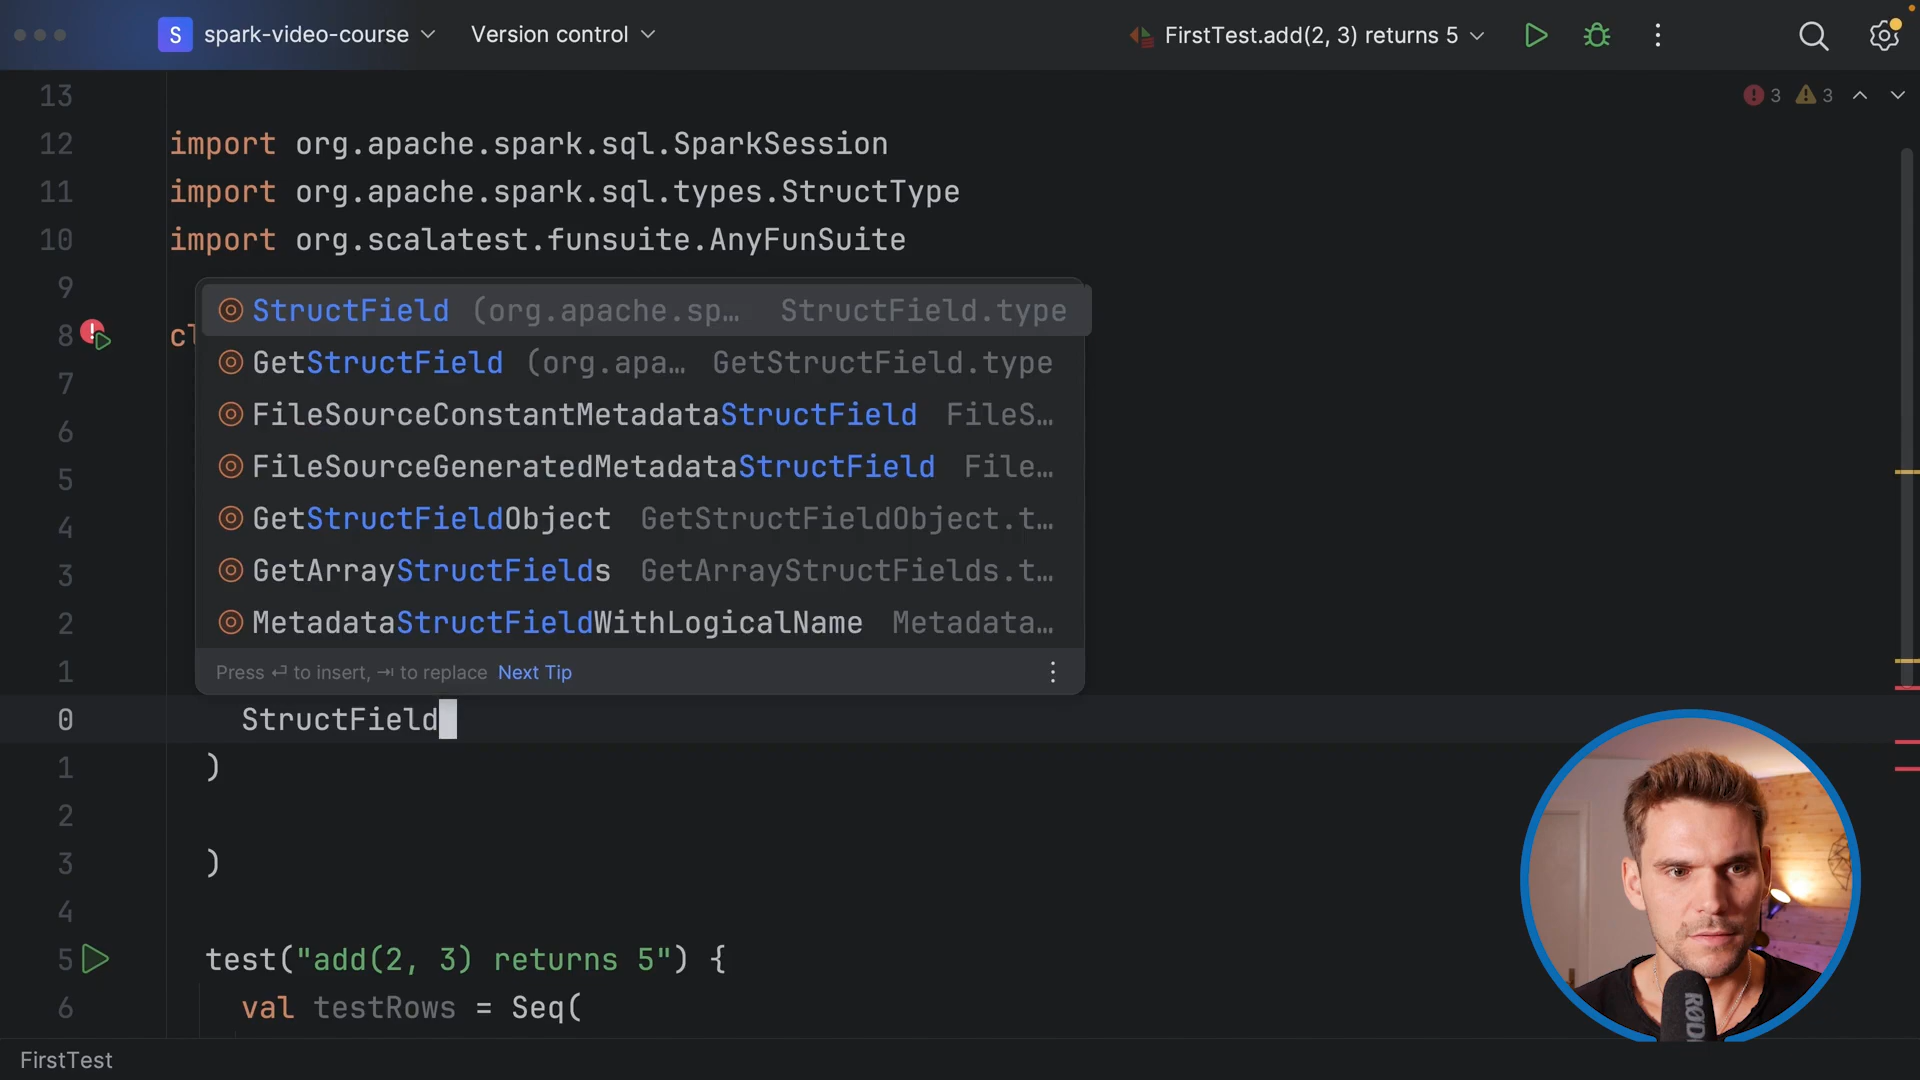 S spark-video-course Version control FirstTest.add(2, 3) returns 5
13 3 3
12 import org.apache.spark.sql.SparkSession
11 import org.apache.spark.sql.types.StructType
10 import org.scalatest.funsuite.AnyFunSuite
9
StructField (org.apache.sp… StructField.type
8 cl
GetStructField (org.apa… GetStructField.type
7
FileSourceConstantMetadataStructField FileS…
6
FileSourceGeneratedMetadataStructField File…
5
GetStructFieldObject GetStructFieldObject.t…
4
GetArrayStructFields GetArrayStructFields.t…
3
MetadataStructFieldWithLogicalName Metadata…
2
Press ⏎ to insert, ⇥ to replace Next Tip
1
0 StructField
1 )
2
3 )
4
5 test("add(2, 3) returns 5") {
6 val testRows = Seq(
RØD
FirstTest